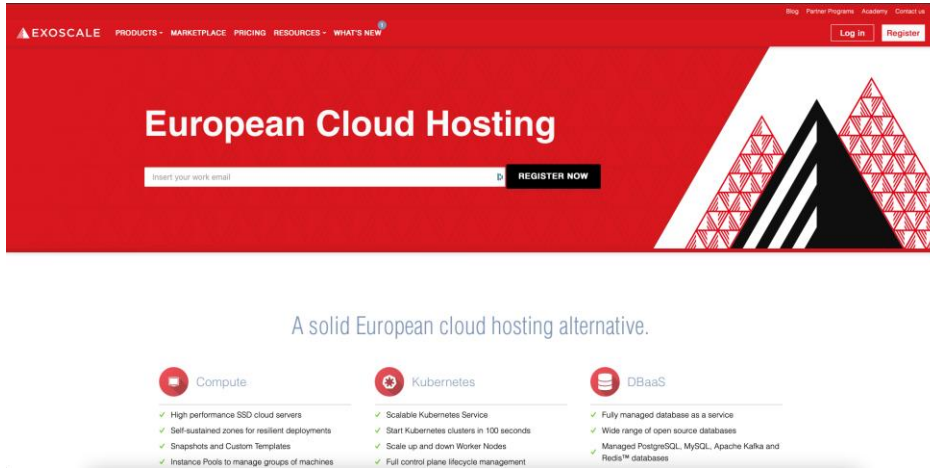 Blog Partner Programs Academy Contact us
EXOSCALE PRODUCTS MARKETPLACE PRICING RESOURCES WHAT'S NEW 1 Log in Register
European Cloud Hosting
Insert your work email REGISTER NOW
A solid European cloud hosting alternative.
Compute
High performance SSD cloud servers
Self-sustained zones for resilient deployments
Snapshots and Custom Templates
Instance Pools to manage groups of machines
Kubernetes
Scalable Kubernetes Service
Start Kubernetes clusters in 100 seconds
Scale up and down Worker Nodes
Full control plane lifecycle management
DBaaS
Fully managed database as a service
Wide range of open source databases
Managed PostgreSQL, MySQL, Apache Kafka and
Redis™ databases